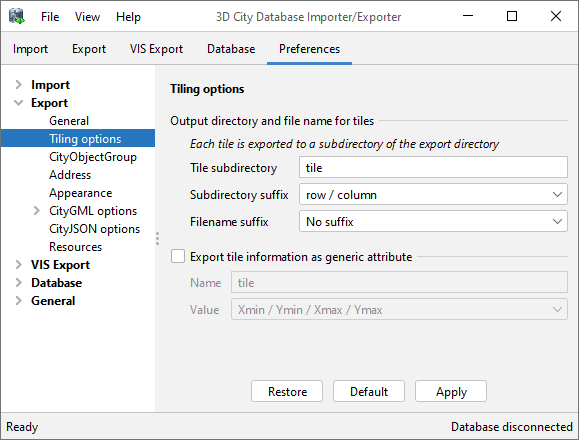 File View Help 3D City Database Importer/Exporter
Import Export VIS Export Database Preferences
Import
Export
General
Tiling options
CityObjectGroup
Address
Appearance
CityGML options
CityJSON options
Resources
VIS Export
Database
General
Tiling options
Output directory and file name for tiles
Each tile is exported to a subdirectory of the export directory
Tile subdirectory tile
Subdirectory suffix row / column
Filename suffix No suffix
Export tile information as generic attribute
Name tile
Value Xmin / Ymin / Xmax / Ymax
Restore Default Apply
Ready Database disconnected